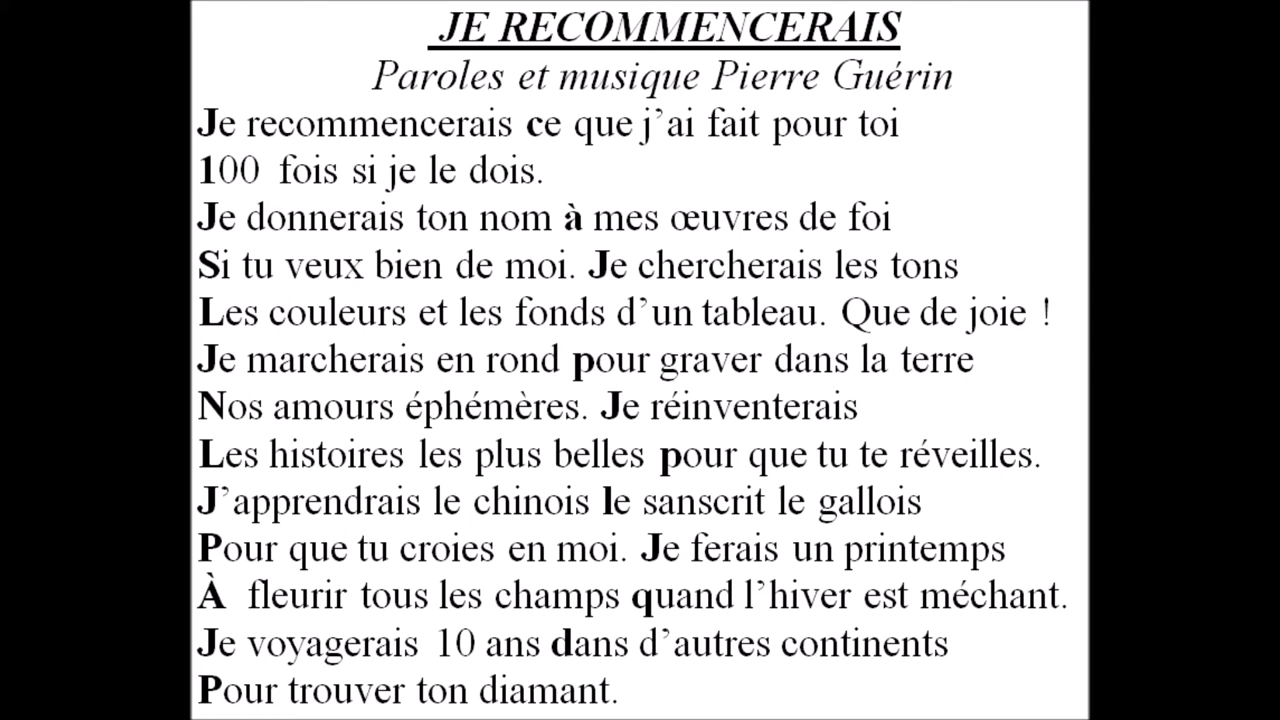 JE RECOMMENCERAIS
Paroles et musique Pierre Guérin
Je recommencerais ce que j’ai fait pour toi
100 fois si je le dois.
Je donnerais ton nom à mes œuvres de foi
Si tu veux bien de moi. Je chercherais les tons
Les couleurs et les fonds d’un tableau. Que de joie !
Je marcherais en rond pour graver dans la terre
Nos amours éphémères. Je réinventerais
Les histoires les plus belles pour que tu te réveilles.
J’apprendrais le chinois le sanscrit le gallois
Pour que tu croies en moi. Je ferais un printemps
À fleurir tous les champs quand l’hiver est méchant.
Je voyagerais 10 ans dans d’autres continents
Pour trouver ton diamant.